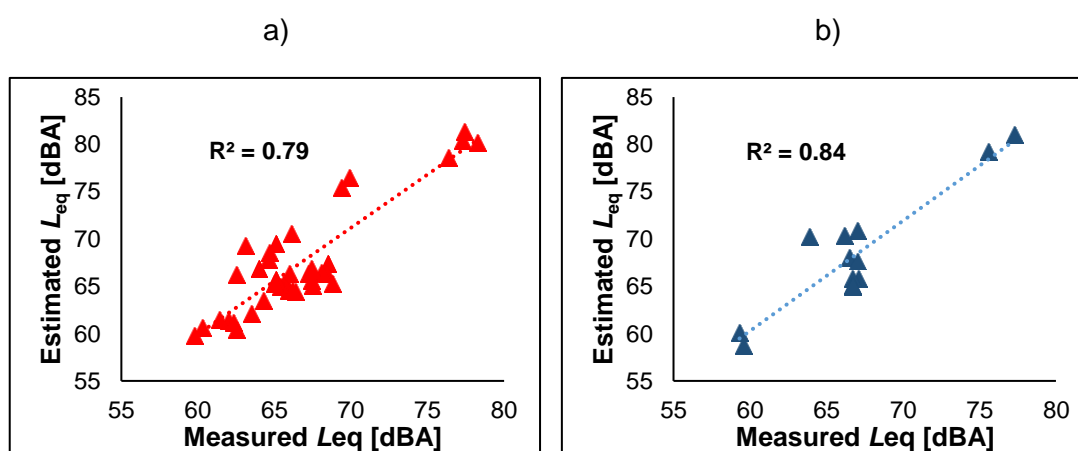 a)
b)
85
80
75
70
65
60
55
Estimated Leq [dBA]
R² = 0.79
55 60 65 70 75 80
Measured Leq [dBA]
85
80
75
70
65
60
55
Estimated Leq [dBA]
R² = 0.84
55 60 65 70 75 80
Measured Leq [dBA]